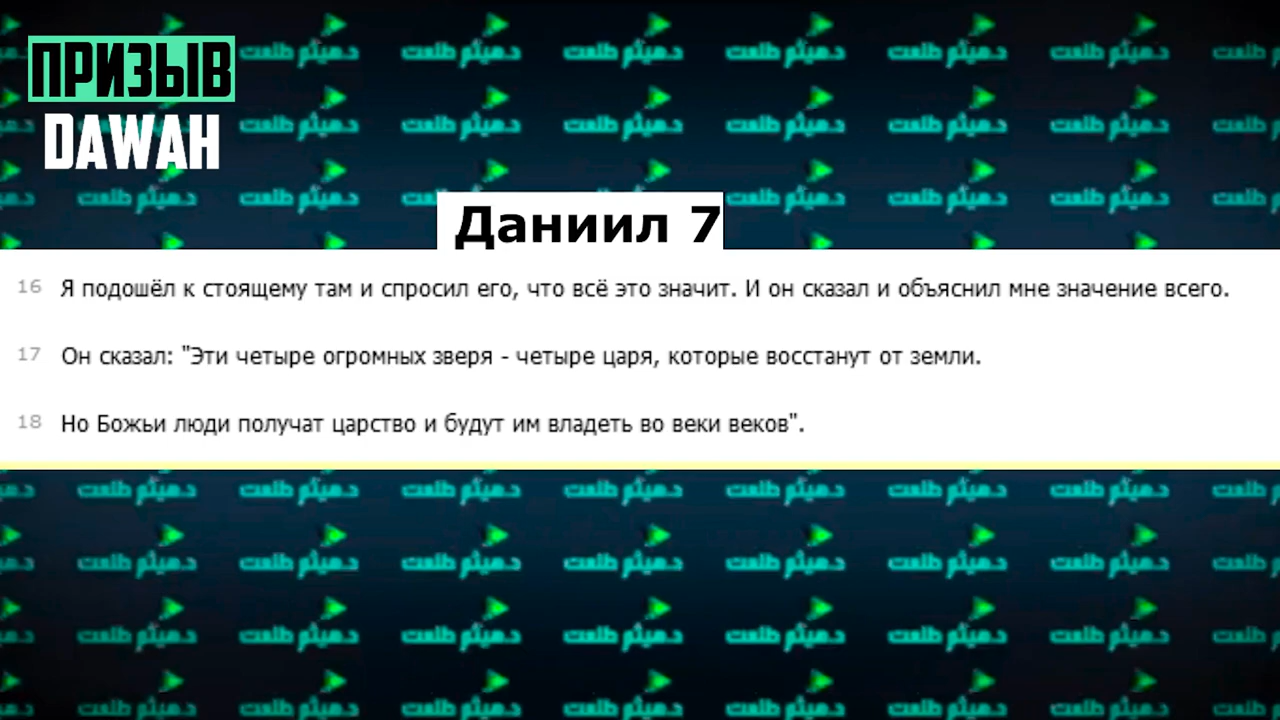 ПРИЗЫВ
DAWAH
Даниил 7
16 Я подошёл к стоящему там и спросил его, что всё это значит. И он сказал и объяснил мне значение всего.
17 Он сказал: "Эти четыре огромных зверя - четыре царя, которые восстанут от земли.
18 Но Божьи люди получат царство и будут им владеть во веки веков".